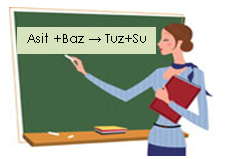 Asit +Baz → Tuz+Su